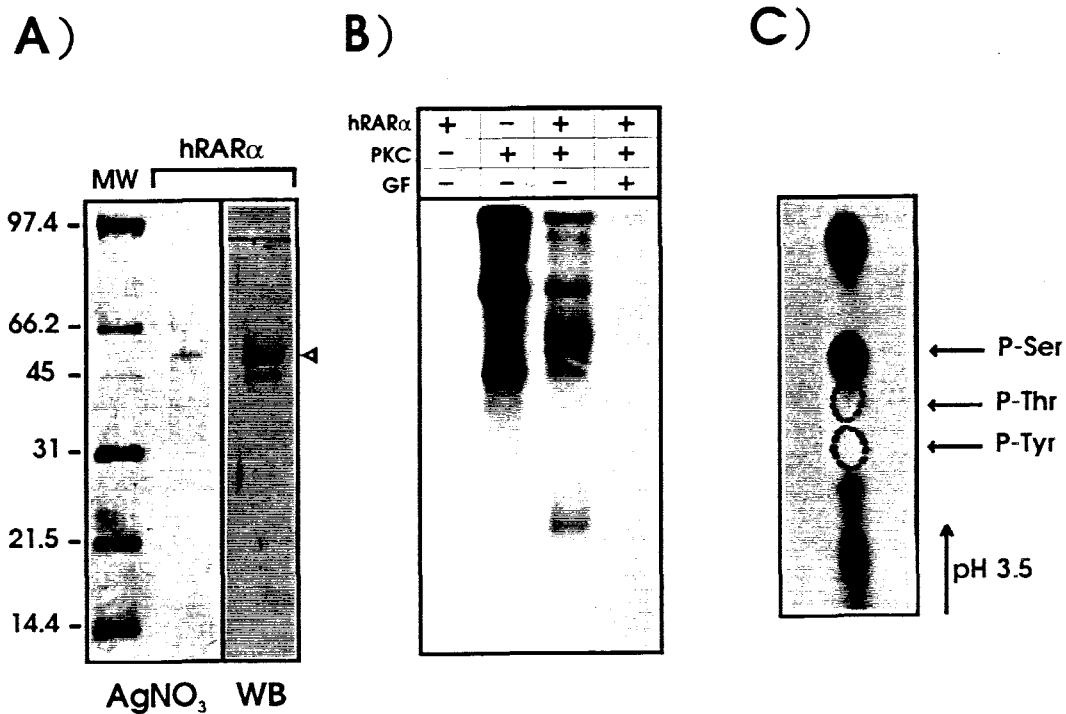 A)
hRARα
MW
97.4
66.2
45
31
21.5
14.4
AgNO₃ WB
B)
hRARα + − + +
PKC − + + +
GF − − − +
C)
P-Ser
P-Thr
P-Tyr
pH 3.5